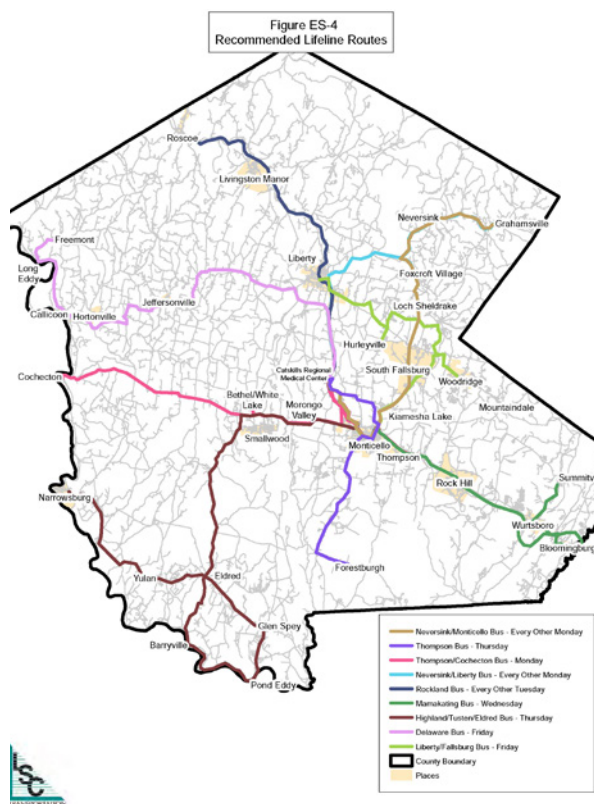 Figure ES-4
Recommended Lifeline Routes
Roscoe
Livingston Manor
Neversink
Grahamsville
Freemont
Liberty
Foxcroft Village
Long
Eddy
Jeffersonville
Loch Sheldrake
Callicoon
Hortonville
Hurleyville
Catskills Regional
Medical Center
South Fallsburg
Woodridge
Cochecton
Bethel/White
Lake
Morongo
Valley
Kiamesha Lake
Mountaindale
Smallwood
Monticello
Thompson
Rock Hill
Summitv
Narrowsburg
Wurtsboro
Bloomingburg
Yulan
Eldred
Forestburgh
Glen Spey
Barryville
Pond Eddy
Neversink/Monticello Bus - Every Other Monday
Thompson Bus - Thursday
Thompson/Cochecton Bus - Monday
Neversink/Liberty Bus - Every Other Monday
Rockland Bus - Every Other Tuesday
Mamakating Bus - Wednesday
Highland/Tusten/Eldred Bus - Thursday
Delaware Bus - Friday
Liberty/Fallsburg Bus - Friday
County Boundary
Places
LSC